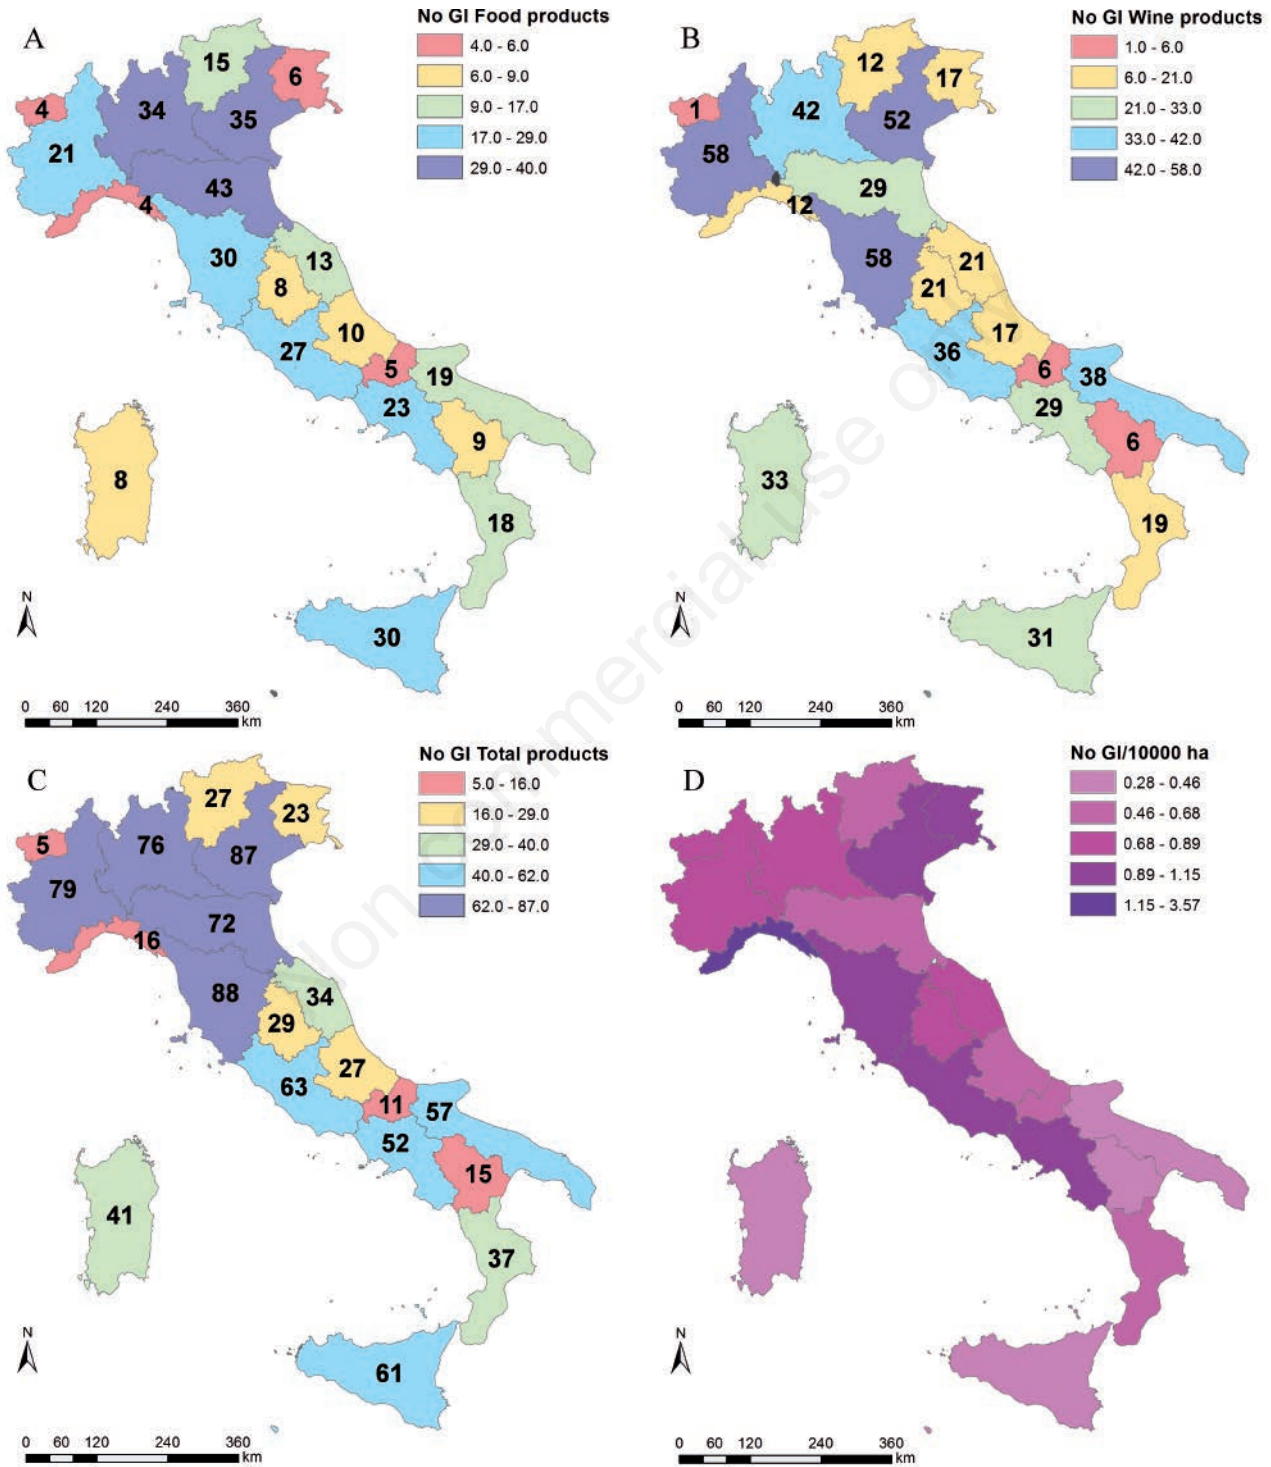 A
No GI Food products
4.0 - 6.0
6.0 - 9.0
9.0 - 17.0
17.0 - 29.0
29.0 - 40.0
15
6
4
34
35
21
43
4
30
13
8
10
27
5
19
23
9
8
18
30
N
0 60 120 240 360
km
B
No GI Wine products
1.0 - 6.0
6.0 - 21.0
21.0 - 33.0
33.0 - 42.0
42.0 - 58.0
12
17
1
42
52
58
29
12
58
21
21
17
36
6
38
29
6
33
19
31
N
0 60 120 240 360
km
C
No GI Total products
5.0 - 16.0
16.0 - 29.0
29.0 - 40.0
40.0 - 62.0
62.0 - 87.0
27
23
5
76
87
79
72
16
88
34
29
27
63
11
57
52
15
41
37
61
N
0 60 120 240 360
km
D
No GI/10000 ha
0.28 - 0.46
0.46 - 0.68
0.68 - 0.89
0.89 - 1.15
1.15 - 3.57
N
0 60 120 240 360
km
Non commercial use only